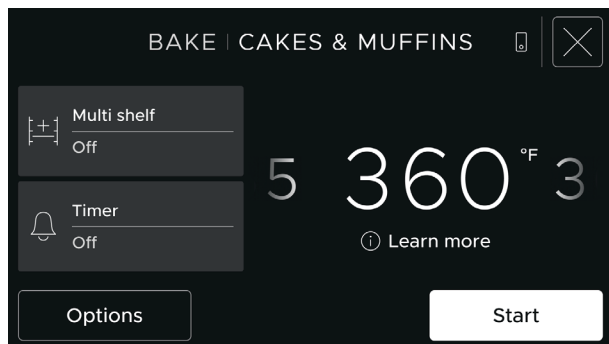 BAKE | CAKES & MUFFINS
Multi shelf
Off
5 360 °F 3
Timer
Off
Learn more
Options
Start